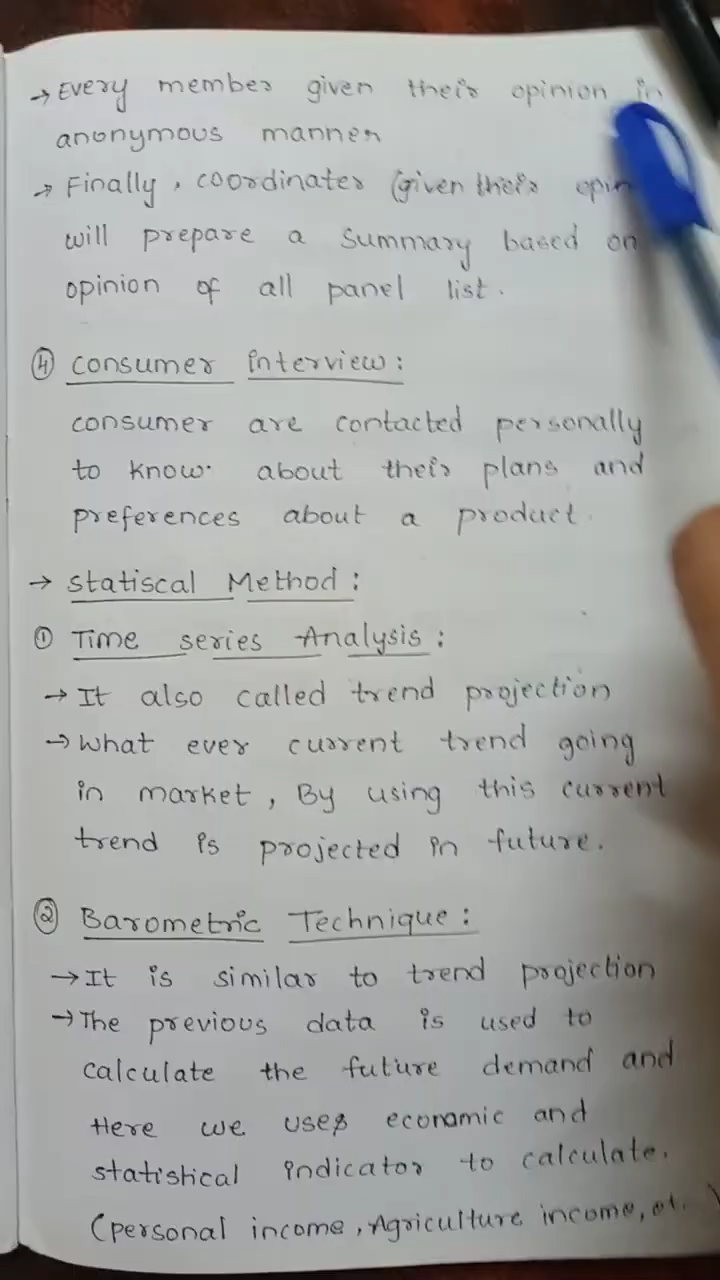 → Every member given their opinion in
anonymous manner
→ Finally, coordinater (given their opin
will prepare a summary based on
opinion of all panel list.
④ consumer interview:
consumer are contacted personally
to know about their plans and
preferences about a product.
→ statiscal Method:
① Time series Analysis:
→ It also called trend projection
→ What ever current trend going
in market, By using this current
trend is projected in future.
② Barometric Technique:
→ It is similar to trend projection
→ The previous data is used to
calculate the future demand and
Here we uses economic and
statistical indicator to calculate.
(personal income, Agriculture income,